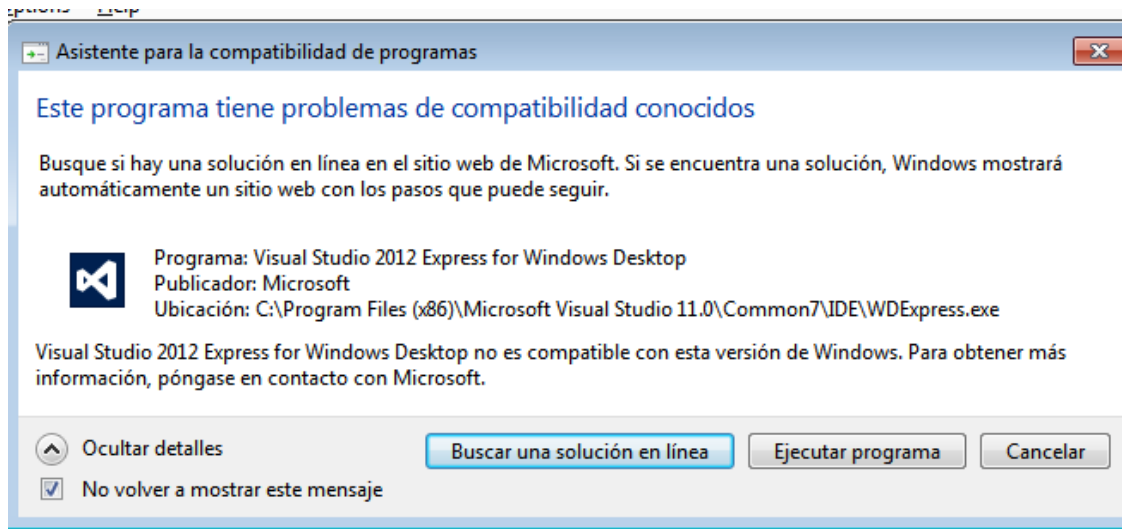 Asistente para la compatibilidad de programas
Este programa tiene problemas de compatibilidad conocidos
Busque si hay una solución en línea en el sitio web de Microsoft. Si se encuentra una solución, Windows mostrará
automáticamente un sitio web con los pasos que puede seguir.
Programa: Visual Studio 2012 Express for Windows Desktop
Publicador: Microsoft
Ubicación: C:\Program Files (x86)\Microsoft Visual Studio 11.0\Common7\IDE\WDExpress.exe
Visual Studio 2012 Express for Windows Desktop no es compatible con esta versión de Windows. Para obtener más
información, póngase en contacto con Microsoft.
Ocultar detalles Buscar una solución en línea Ejecutar programa Cancelar
No volver a mostrar este mensaje